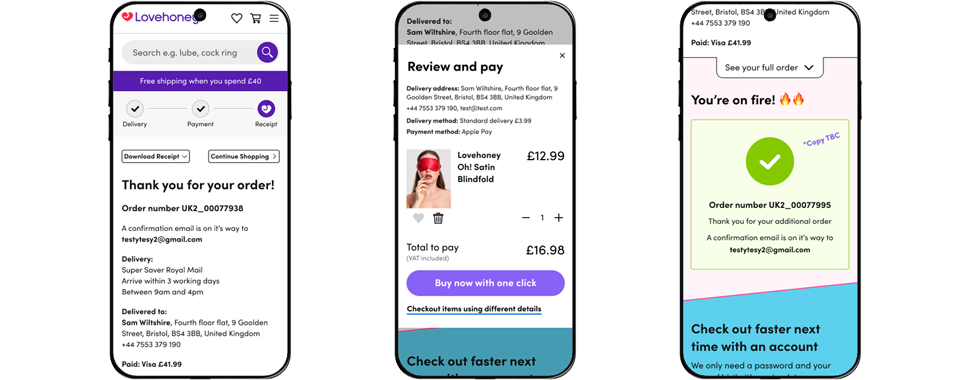 Lovehoney
Search e.g. lube, cock ring
Free shipping when you spend £40
Delivery
Payment
Receipt
Download Receipt
Continue Shopping
Thank you for your order!
Order number UK2_00077938
A confirmation email is on it's way to
testytesy2@gmail.com
Delivery:
Super Saver Royal Mail
Arrive within 3 working days
Between 9am and 4pm
Delivered to:
Sam Wiltshire, Fourth floor flat, 9 Goolden
Street, Bristol, BS4 3BB, United Kingdom
+44 7553 379 190
Paid: Visa £41.99
Delivered to:
Sam Wiltshire, Fourth floor flat, 9 Goolden
Street, Bristol, BS4 3BB, United Kingdom
Review and pay
Delivery address: Sam Wiltshire, Fourth floor flat, 9
Goolden Street, Bristol, BS4 3BB, United Kingdom
+44 7553 379 190, test@test.com
Delivery method: Standard delivery £3.99
Payment method: Apple Pay
Lovehoney
Oh! Satin
Blindfold
£12.99
1
Total to pay
(VAT included)
£16.98
Buy now with one click
Checkout items using different details
Check out faster next
Street, Bristol, BS4 3BB, United Kingdom
+44 7553 379 190
Paid: Visa £41.99
See your full order
You're on fire! 🔥🔥
*Copy TBC
Order number UK2_00077995
Thank you for your additional order
A confirmation email is on it's way to
testytesy2@gmail.com
Check out faster next
time with an account
We only need a password and your